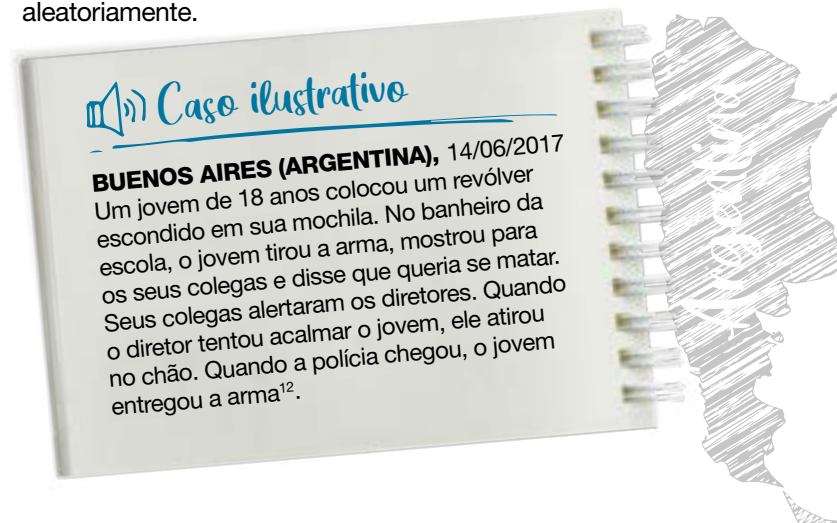 aleatoriamente.
Caso ilustrativo
BUENOS AIRES (ARGENTINA), 14/06/2017
Um jovem de 18 anos colocou um revólver
escondido em sua mochila. No banheiro da
escola, o jovem tirou a arma, mostrou para
os seus colegas e disse que queria se matar.
Seus colegas alertaram os diretores. Quando
o diretor tentou acalmar o jovem, ele atirou
no chão. Quando a polícia chegou, o jovem
entregou a arma¹².
Argentina